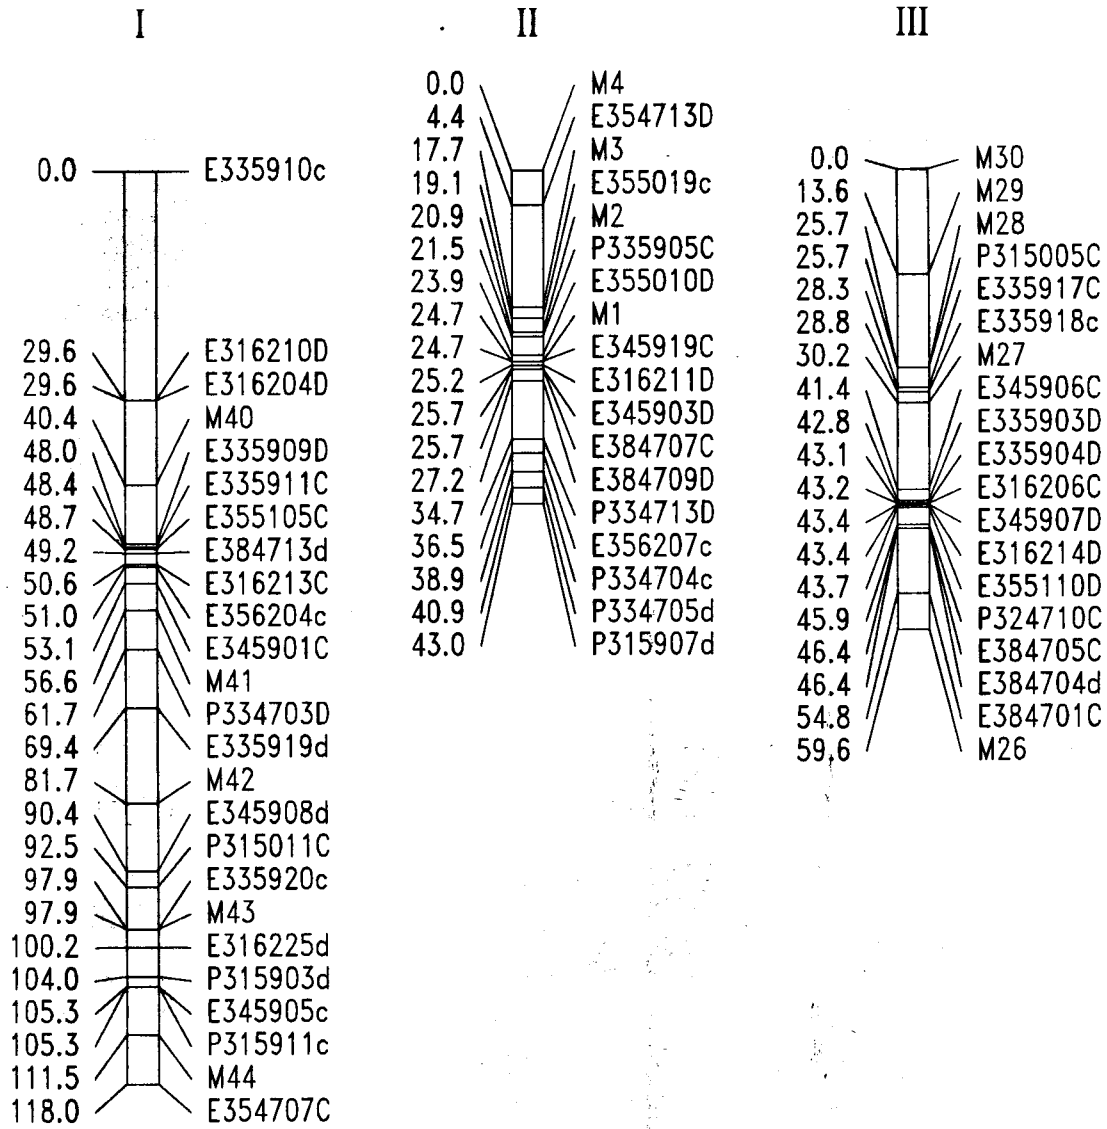 I
0.0 E335910c
29.6 E316210D
29.6 E316204D
40.4 M40
48.0 E335909D
48.4 E335911C
48.7 E355105C
49.2 E384713d
50.6 E316213C
51.0 E356204c
53.1 E345901C
56.6 M41
61.7 P334703D
69.4 E335919d
81.7 M42
90.4 E345908d
92.5 P315011C
97.9 E335920c
97.9 M43
100.2 E316225d
104.0 P315903d
105.3 E345905c
105.3 P315911c
111.5 M44
118.0 E354707C
II
0.0 M4
4.4 E354713D
17.7 M3
19.1 E355019c
20.9 M2
21.5 P335905C
23.9 E355010D
24.7 M1
24.7 E345919C
25.2 E316211D
25.7 E345903D
25.7 E384707C
27.2 E384709D
34.7 P334713D
36.5 E356207c
38.9 P334704c
40.9 P334705d
43.0 P315907d
III
0.0 M30
13.6 M29
25.7 M28
25.7 P315005C
28.3 E335917C
28.8 E335918c
30.2 M27
41.4 E345906C
42.8 E335903D
43.1 E335904D
43.2 E316206C
43.4 E345907D
43.4 E316214D
43.7 E355110D
45.9 P324710C
46.4 E384705C
46.4 E384704d
54.8 E384701C
59.6 M26